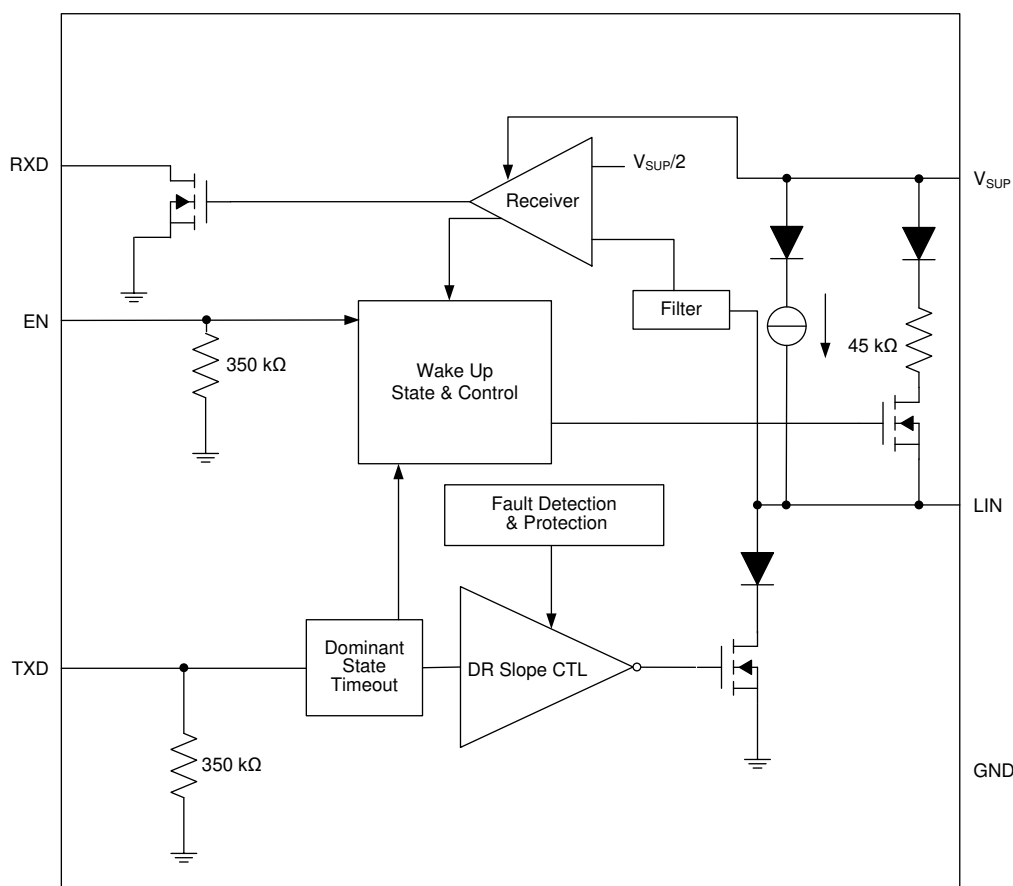 RXD
V_SUP/2
Receiver
V_SUP
EN
Filter
350 kΩ
45 kΩ
Wake Up
State & Control
Fault Detection
& Protection
LIN
TXD
Dominant
State
Timeout
DR Slope CTL
350 kΩ
GND